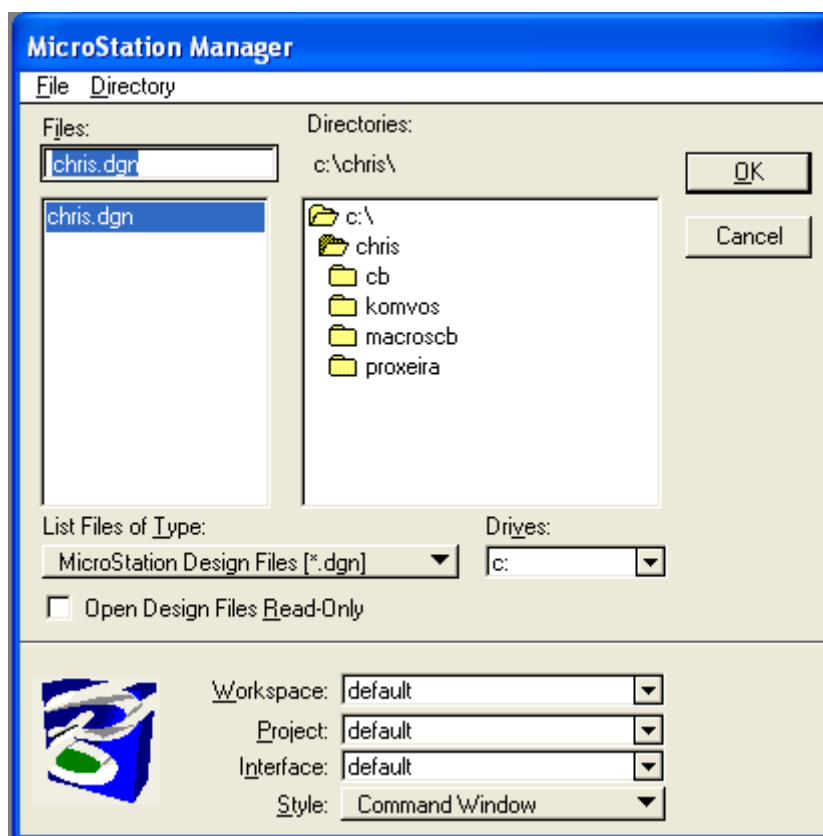 MicroStation Manager
File Directory
Files:
chris.dgn
chris.dgn
Directories:
c:\chris\
c:\
chris
cb
komvos
macroscb
proxeira
OK
Cancel
List Files of Type:
MicroStation Design Files [*.dgn]
Drives:
c:
Open Design Files Read-Only
Workspace: default
Project: default
Interface: default
Style: Command Window